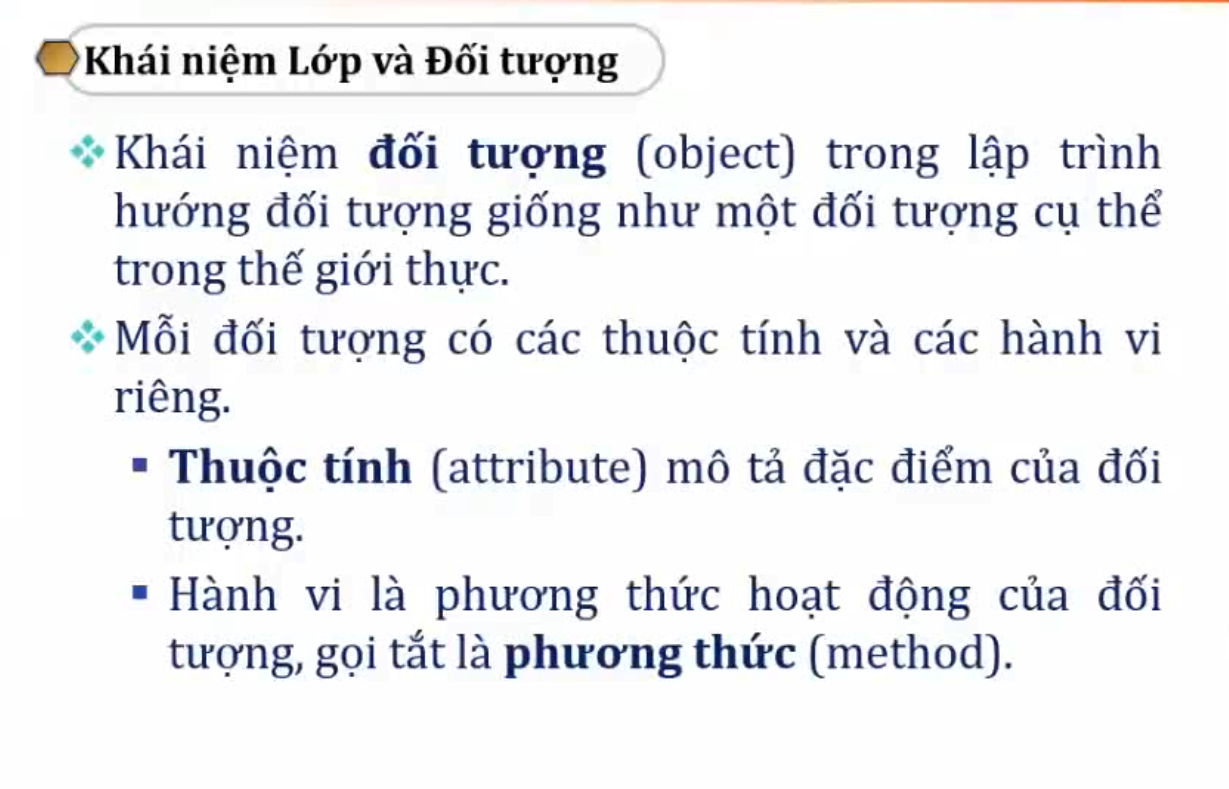 Khái niệm Lớp và Đối tượng
Khái niệm đối tượng (object) trong lập trình
hướng đối tượng giống như một đối tượng cụ thể
trong thế giới thực.
Mỗi đối tượng có các thuộc tính và các hành vi
riêng.
Thuộc tính (attribute) mô tả đặc điểm của đối
tượng.
Hành vi là phương thức hoạt động của đối
tượng, gọi tắt là phương thức (method).